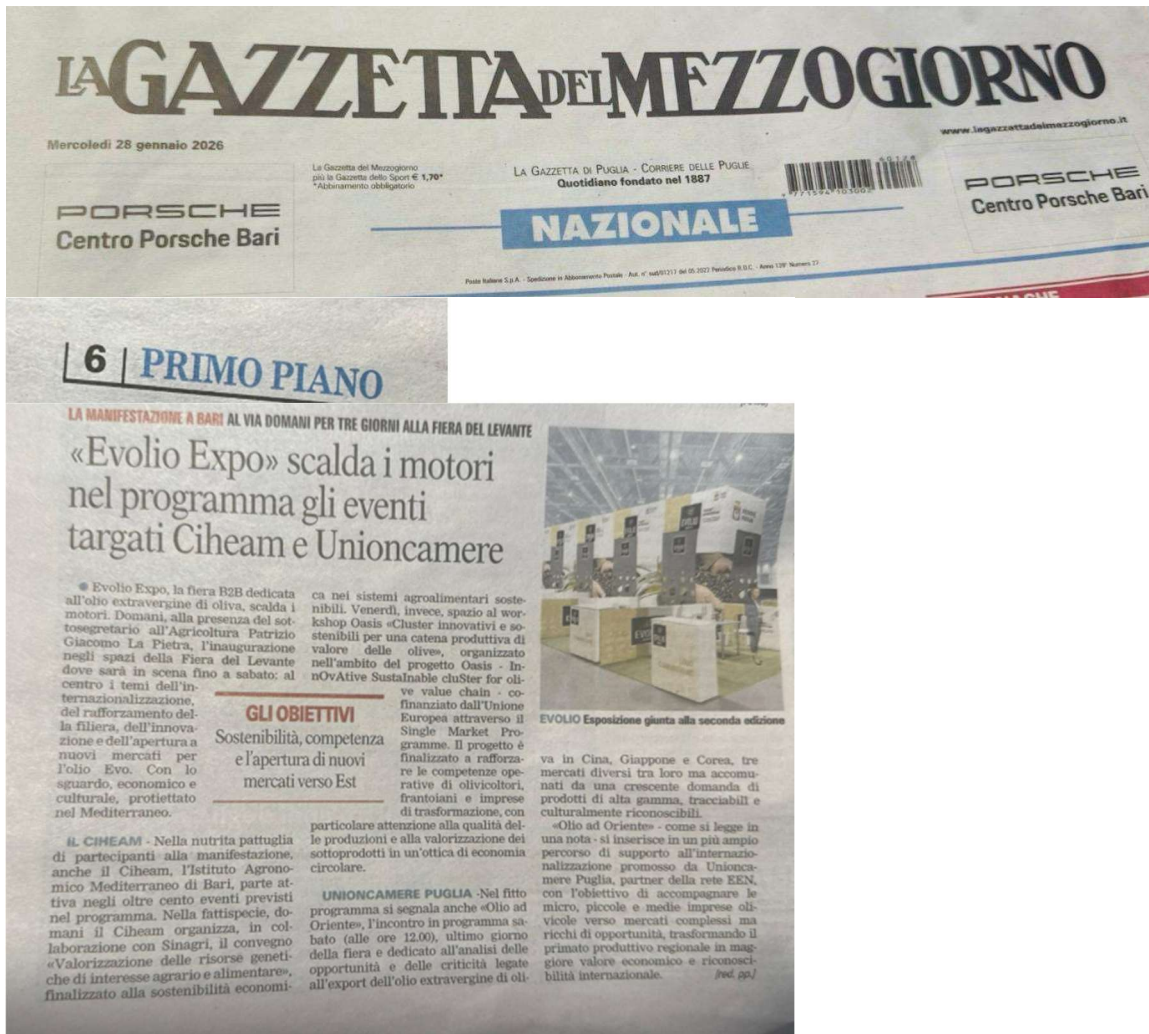 LA GAZZETTA DEL MEZZOGIORNO
Mercoledì 28 gennaio 2026
www.lagazzettadelmezzogiorno.it
PORSCHE
Centro Porsche Bari
La Gazzetta del Mezzogiorno
più la Gazzetta dello Sport € 1,70*
*Abbinamento obbligatorio
LA GAZZETTA DI PUGLIA - CORRIERE DELLE PUGLIE
Quotidiano fondato nel 1887
NAZIONALE
60128
9 771594 103007
PORSCHE
Centro Porsche Bari
Poste Italiane S.p.A. - Spedizione in Abbonamento Postale - Aut. n°
6 | PRIMO PIANO
LA MANIFESTAZIONE A BARI AL VIA DOMANI PER TRE GIORNI ALLA FIERA DEL LEVANTE
«Evolio Expo» scalda i motori
nel programma gli eventi
targati Ciheam e Unioncamere
Evolio Expo, la fiera B2B dedicata
all'olio extravergine di oliva, scalda i
motori. Domani, alla presenza del sot-
tosegretario all'Agricoltura Patrizio
Giacomo La Pietra, l'inaugurazione
negli spazi della Fiera del Levante
dove sarà in scena fino a sabato: al
centro i temi dell'in-
ternazionalizzazione,
del rafforzamento del-
la filiera, dell'innova-
zione e dell'apertura a
nuovi mercati per
l'olio Evo. Con lo
sguardo, economico e
culturale, protiettato
nel Mediterraneo.
IL CIHEAM - Nella nutrita pattuglia
di partecipanti alla manifestazione,
anche il Ciheam, l'Istituto Agrono-
mico Mediterraneo di Bari, parte at-
tiva negli oltre cento eventi previsti
nel programma. Nella fattispecie, do-
mani il Ciheam organizza, in col-
laborazione con Sinagri, il convegno
«Valorizzazione delle risorse geneti-
che di interesse agrario e alimentare»,
finalizzato alla sostenibilità economi-
GLI OBIETTIVI
Sostenibilità, competenza
e l'apertura di nuovi
mercati verso Est
ca nei sistemi agroalimentari soste-
nibili. Venerdì, invece, spazio al wor-
kshop Oasis «Cluster innovativi e so-
stenibili per una catena produttiva di
valore delle olive», organizzato
nell'ambito del progetto Oasis - In-
nOvAtive SustaInable cluSter for oli-
ve value chain - co-
finanziato dall'Unione
Europea attraverso il
Single Market Pro-
gramme. Il progetto è
finalizzato a rafforza-
re le competenze ope-
rative di olivicoltori,
frantoiani e imprese
di trasformazione, con
particolare attenzione alla qualità del-
le produzioni e alla valorizzazione dei
sottoprodotti in un'ottica di economia
circolare.
UNIONCAMERE PUGLIA -Nel fitto
programma si segnala anche «Olio ad
Oriente», l'incontro in programma sa-
bato (alle ore 12.00), ultimo giorno
della fiera e dedicato all'analisi delle
opportunità e delle criticità legate
all'export dell'olio extravergine di oli-
EVOLIO
EVOLIO Esposizione giunta alla seconda edizione
va in Cina, Giappone e Corea, tre
mercati diversi tra loro ma accomu-
nati da una crescente domanda di
prodotti di alta gamma, tracciabili e
culturalmente riconoscibili.
«Olio ad Oriente» - come si legge in
una nota - si inserisce in un più ampio
percorso di supporto all'internazio-
nalizzazione promosso da Unionca-
mere Puglia, partner della rete EEN,
con l'obiettivo di accompagnare le
micro, piccole e medie imprese oli-
vicole verso mercati complessi ma
ricchi di opportunità, trasformando il
primato produttivo regionale in mag-
giore valore economico e riconosci-
bilità internazionale. [red. pp.]